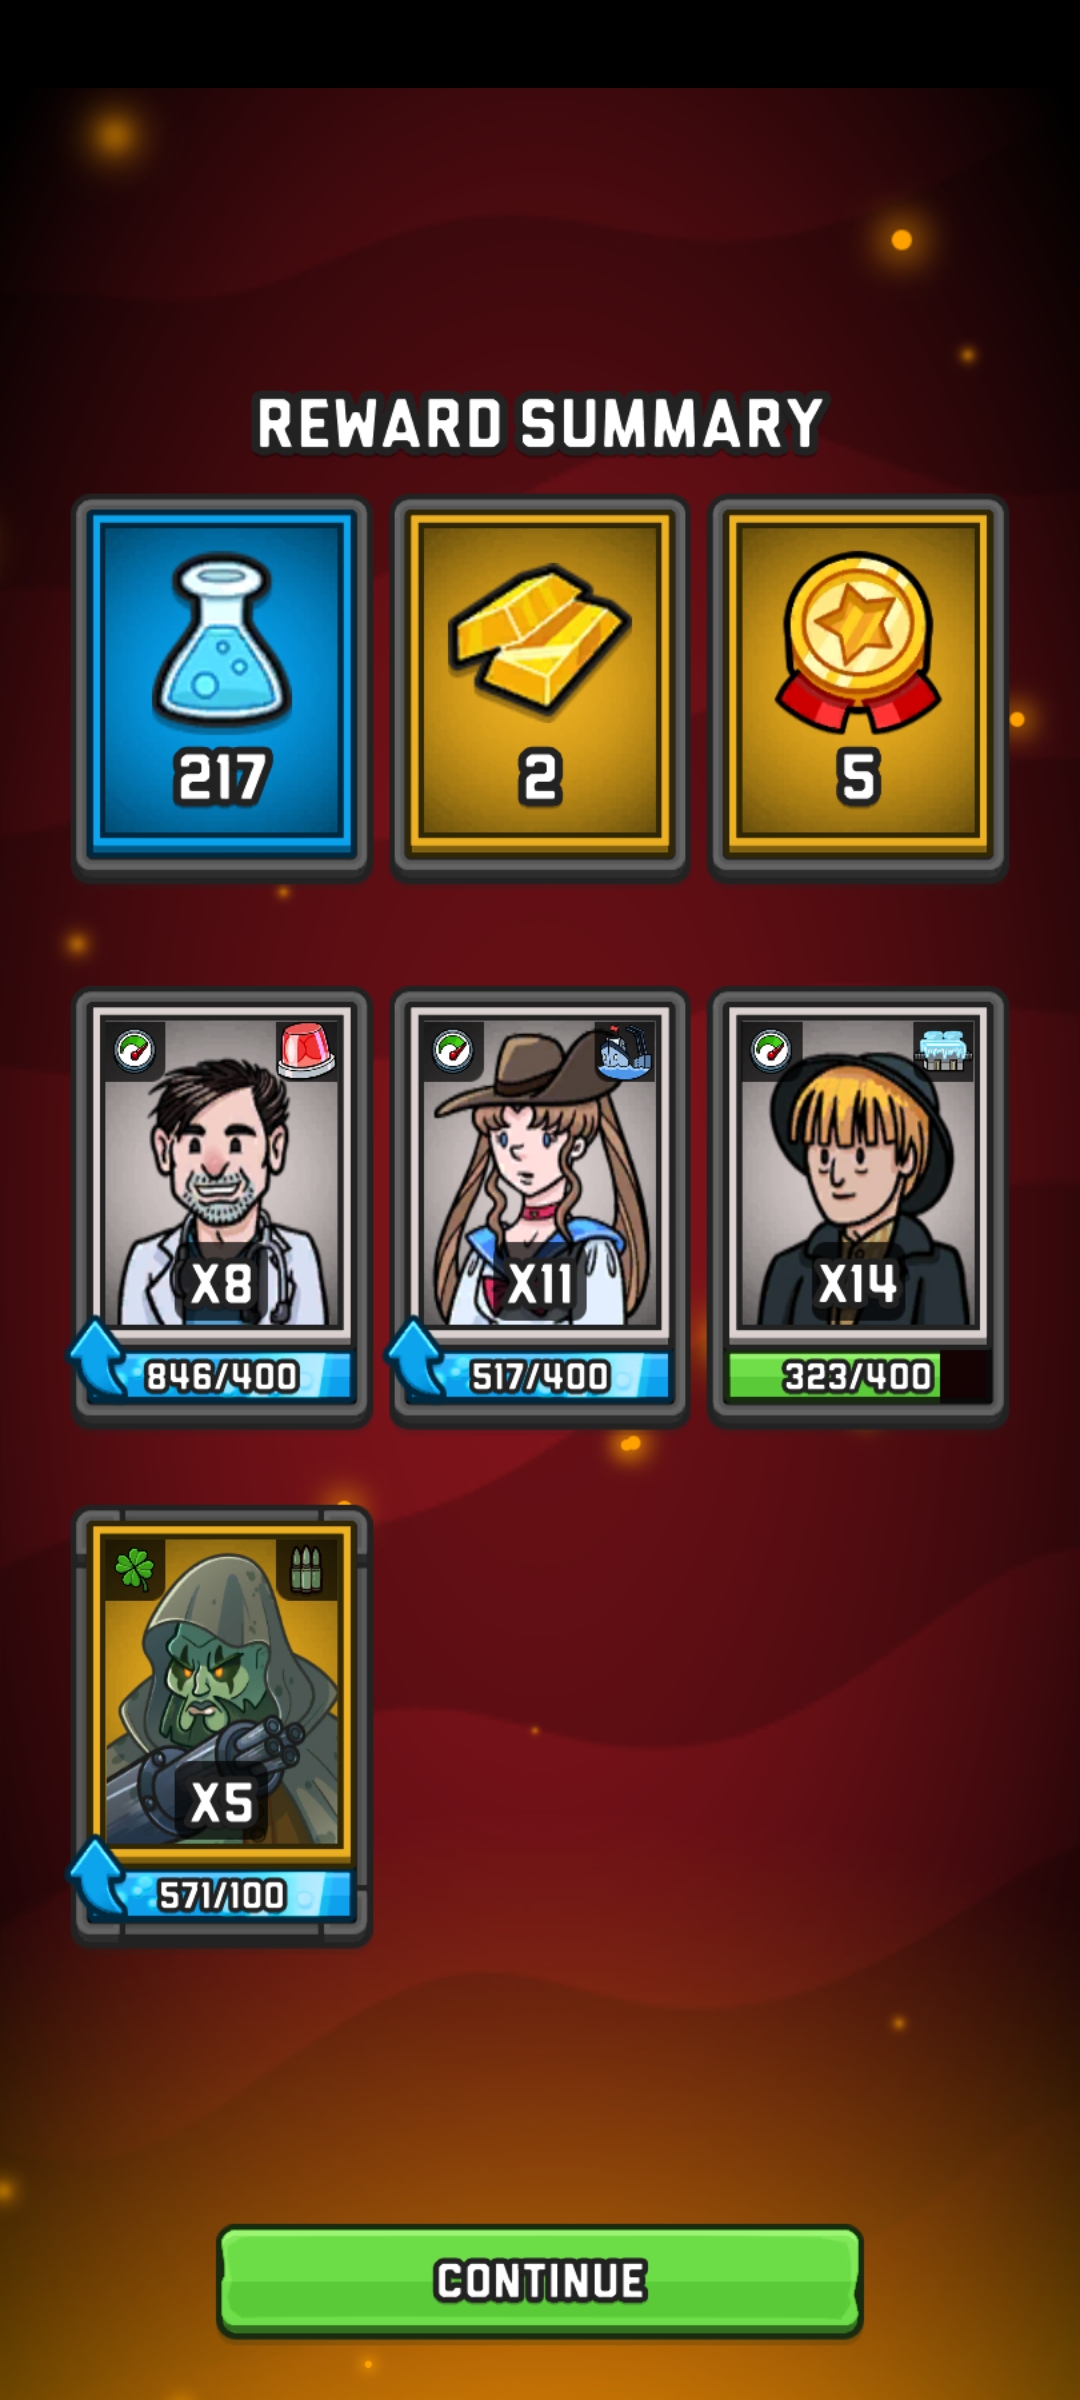 REWARD SUMMARY
217
2
5
X8
X11
X14
846/400
517/400
323/400
X5
571/100
CONTINUE